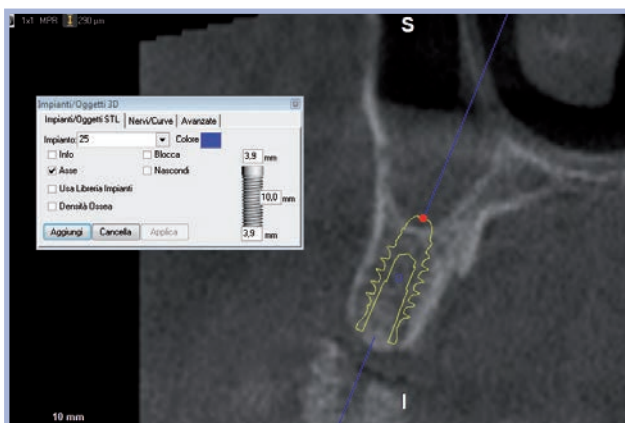 1x1 MPR 290 µm
S
Impianti/Oggetti 3D
Impianti/Oggetti STL Nervi/Curve Avanzate
Impianto: 25 Colore
Info Blocca 3,9 mm
Asse Nascondi
Usa Libreria Impianti 10,0 mm
Densità Ossea
Aggiungi Cancella Applica 3,9 mm
I
10 mm